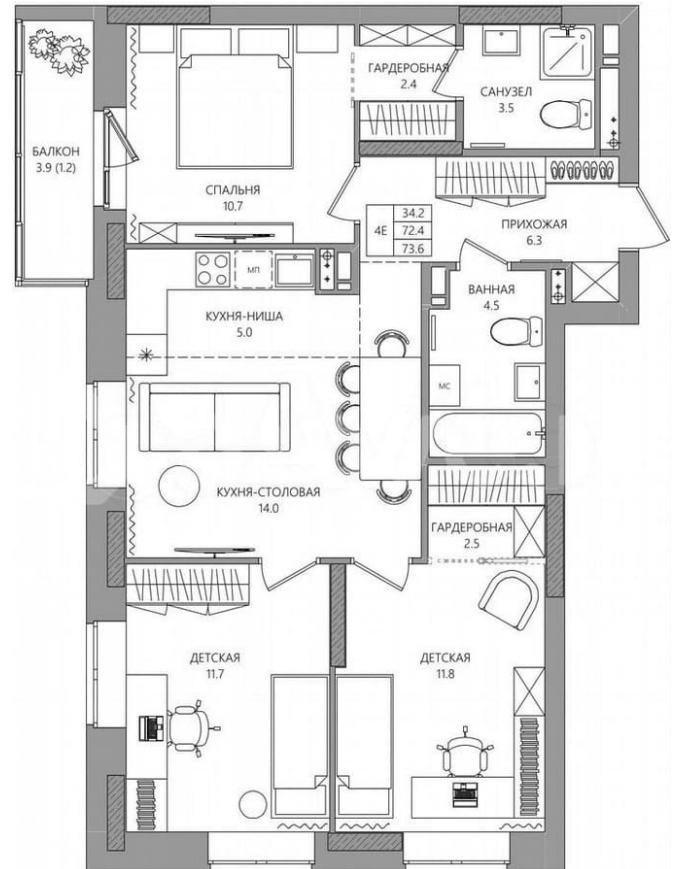 ГАРДЕРОБНАЯ
2.4
САНУЗЕЛ
3.5
БАЛКОН
3.9 (1.2)
СПАЛЬНЯ
10.7
4Е
34.2
72.4
73.6
ПРИХОЖАЯ
6.3
МП
КУХНЯ-НИША
5.0
ВАННАЯ
4.5
МС
КУХНЯ-СТОЛОВАЯ
14.0
ГАРДЕРОБНАЯ
2.5
ДЕТСКАЯ
11.7
ДЕТСКАЯ
11.8